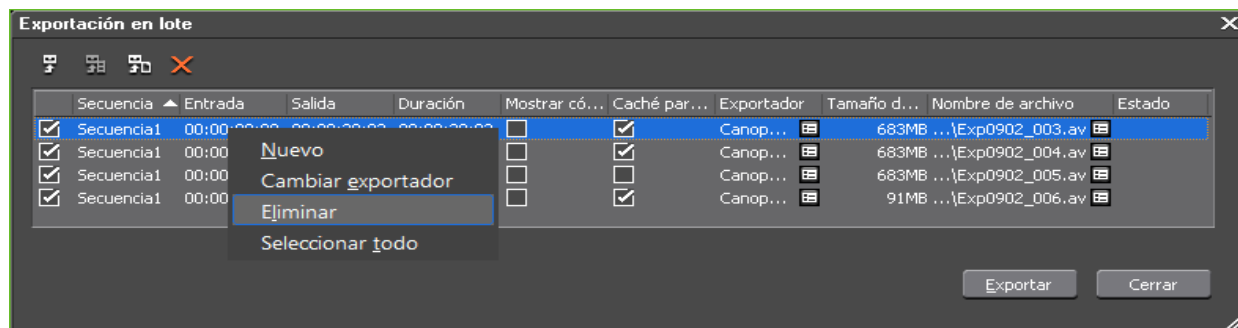 Exportación en lote
Secuencia Entrada Salida Duración Mostrar có... Caché par... Exportador Tamaño d... Nombre de archivo Estado
Secuencia1 Canop... 683MB ...\Exp0902_003.av
Secuencia1 00:00 Canop... 683MB ...\Exp0902_004.av
Secuencia1 00:00 Canop... 683MB ...\Exp0902_005.av
Secuencia1 00:00 Canop... 91MB ...\Exp0902_006.av
Nuevo
Cambiar exportador
Eliminar
Seleccionar todo
Exportar Cerrar